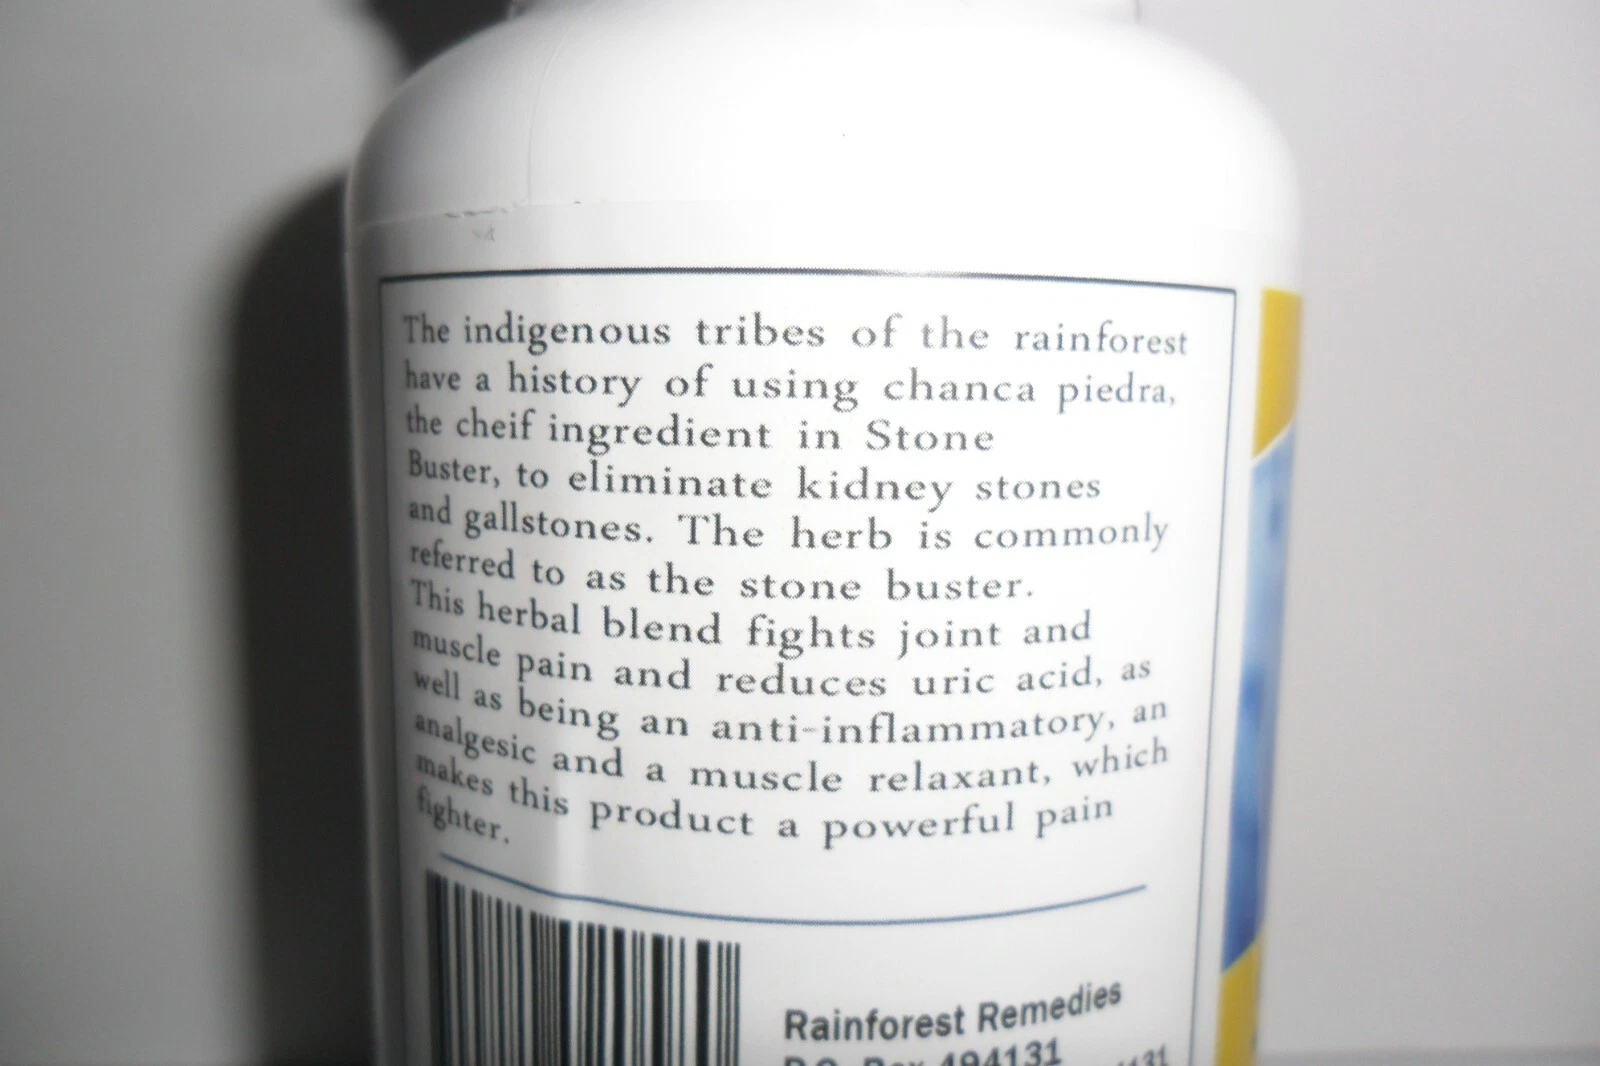 The indigenous tribes of the rainforest
have a history of using chanca piedra,
the cheif ingredient in Stone
Buster, to eliminate kidney stones
and gallstones. The herb is commonly
referred to as the stone buster.
This herbal blend fights joint and
muscle pain and reduces uric acid, as
well as being an anti-inflammatory, an
analgesic and a muscle relaxant, which
makes this product a powerful pain
fighter.
Rainforest Remedies
P.O. Box 494131